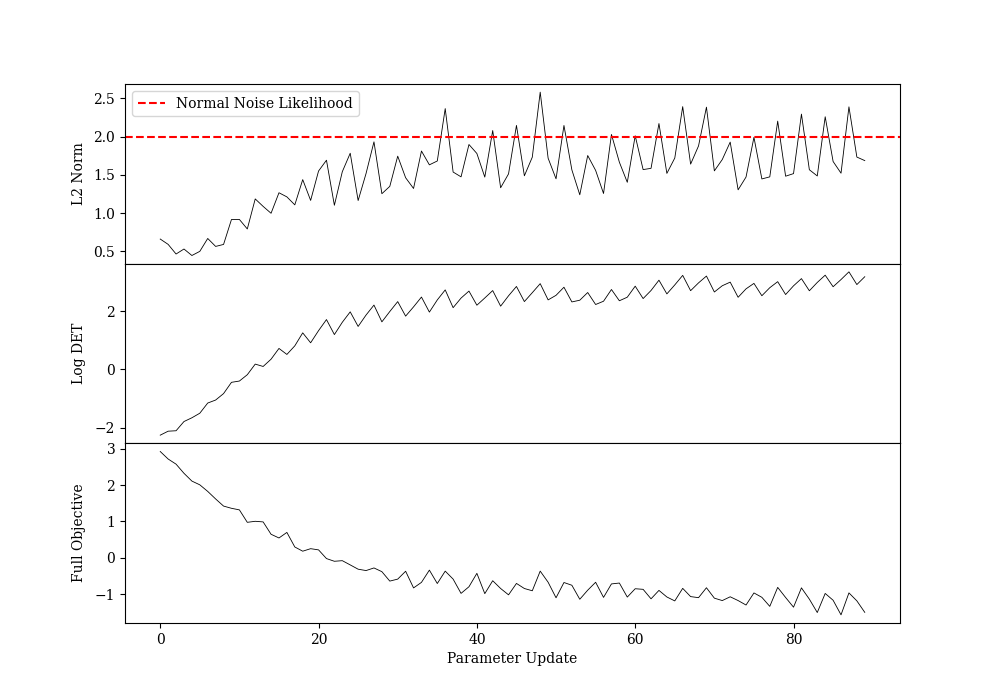 2.5
Normal Noise Likelihood
2.0
1.5
1.0
0.5
L2 Norm
2
0
−2
Log DET
3
2
1
0
−1
Full Objective
0 20 40 60 80
Parameter Update